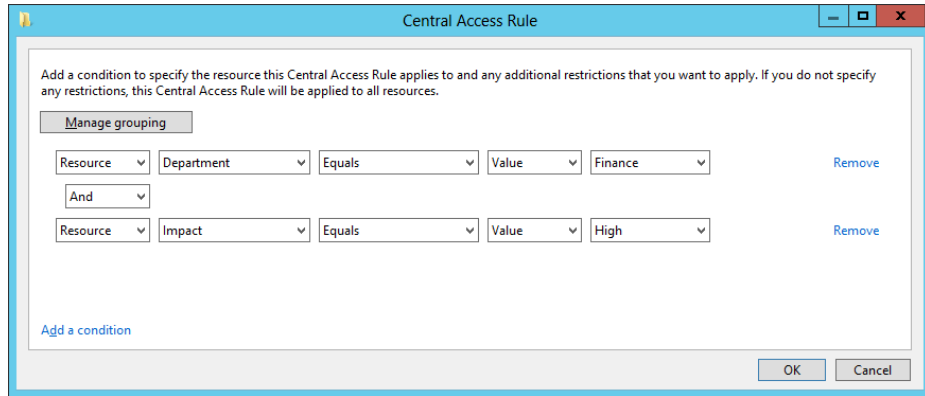 Central Access Rule
Add a condition to specify the resource this Central Access Rule applies to and any additional restrictions that you want to apply. If you do not specify
any restrictions, this Central Access Rule will be applied to all resources.
Manage grouping
Resource Department Equals Value Finance Remove
And
Resource Impact Equals Value High Remove
Add a condition
OK Cancel